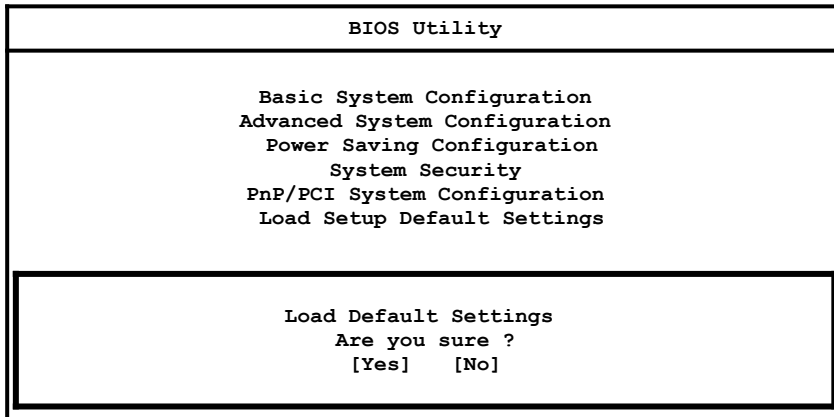 BIOS Utility
Basic System Configuration
Advanced System Configuration
Power Saving Configuration
System Security
PnP/PCI System Configuration
Load Setup Default Settings
Load Default Settings
Are you sure ?
[Yes] [No]